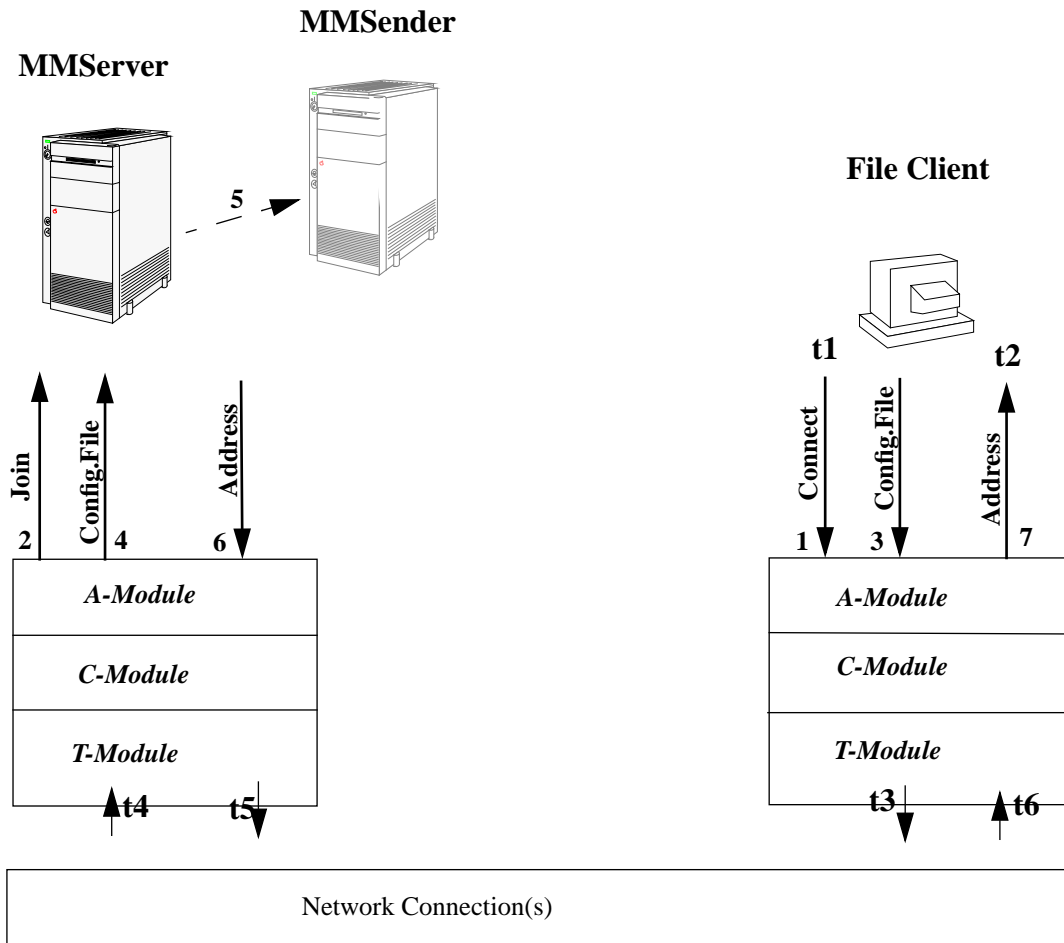 MMSender
MMServer
File Client
5
t1
t2
Join
Config.File
Address
Connect
Config.File
Address
2
4
6
1
3
7
A-Module
C-Module
T-Module
t4
t5
A-Module
C-Module
T-Module
t3
t6
Network Connection(s)